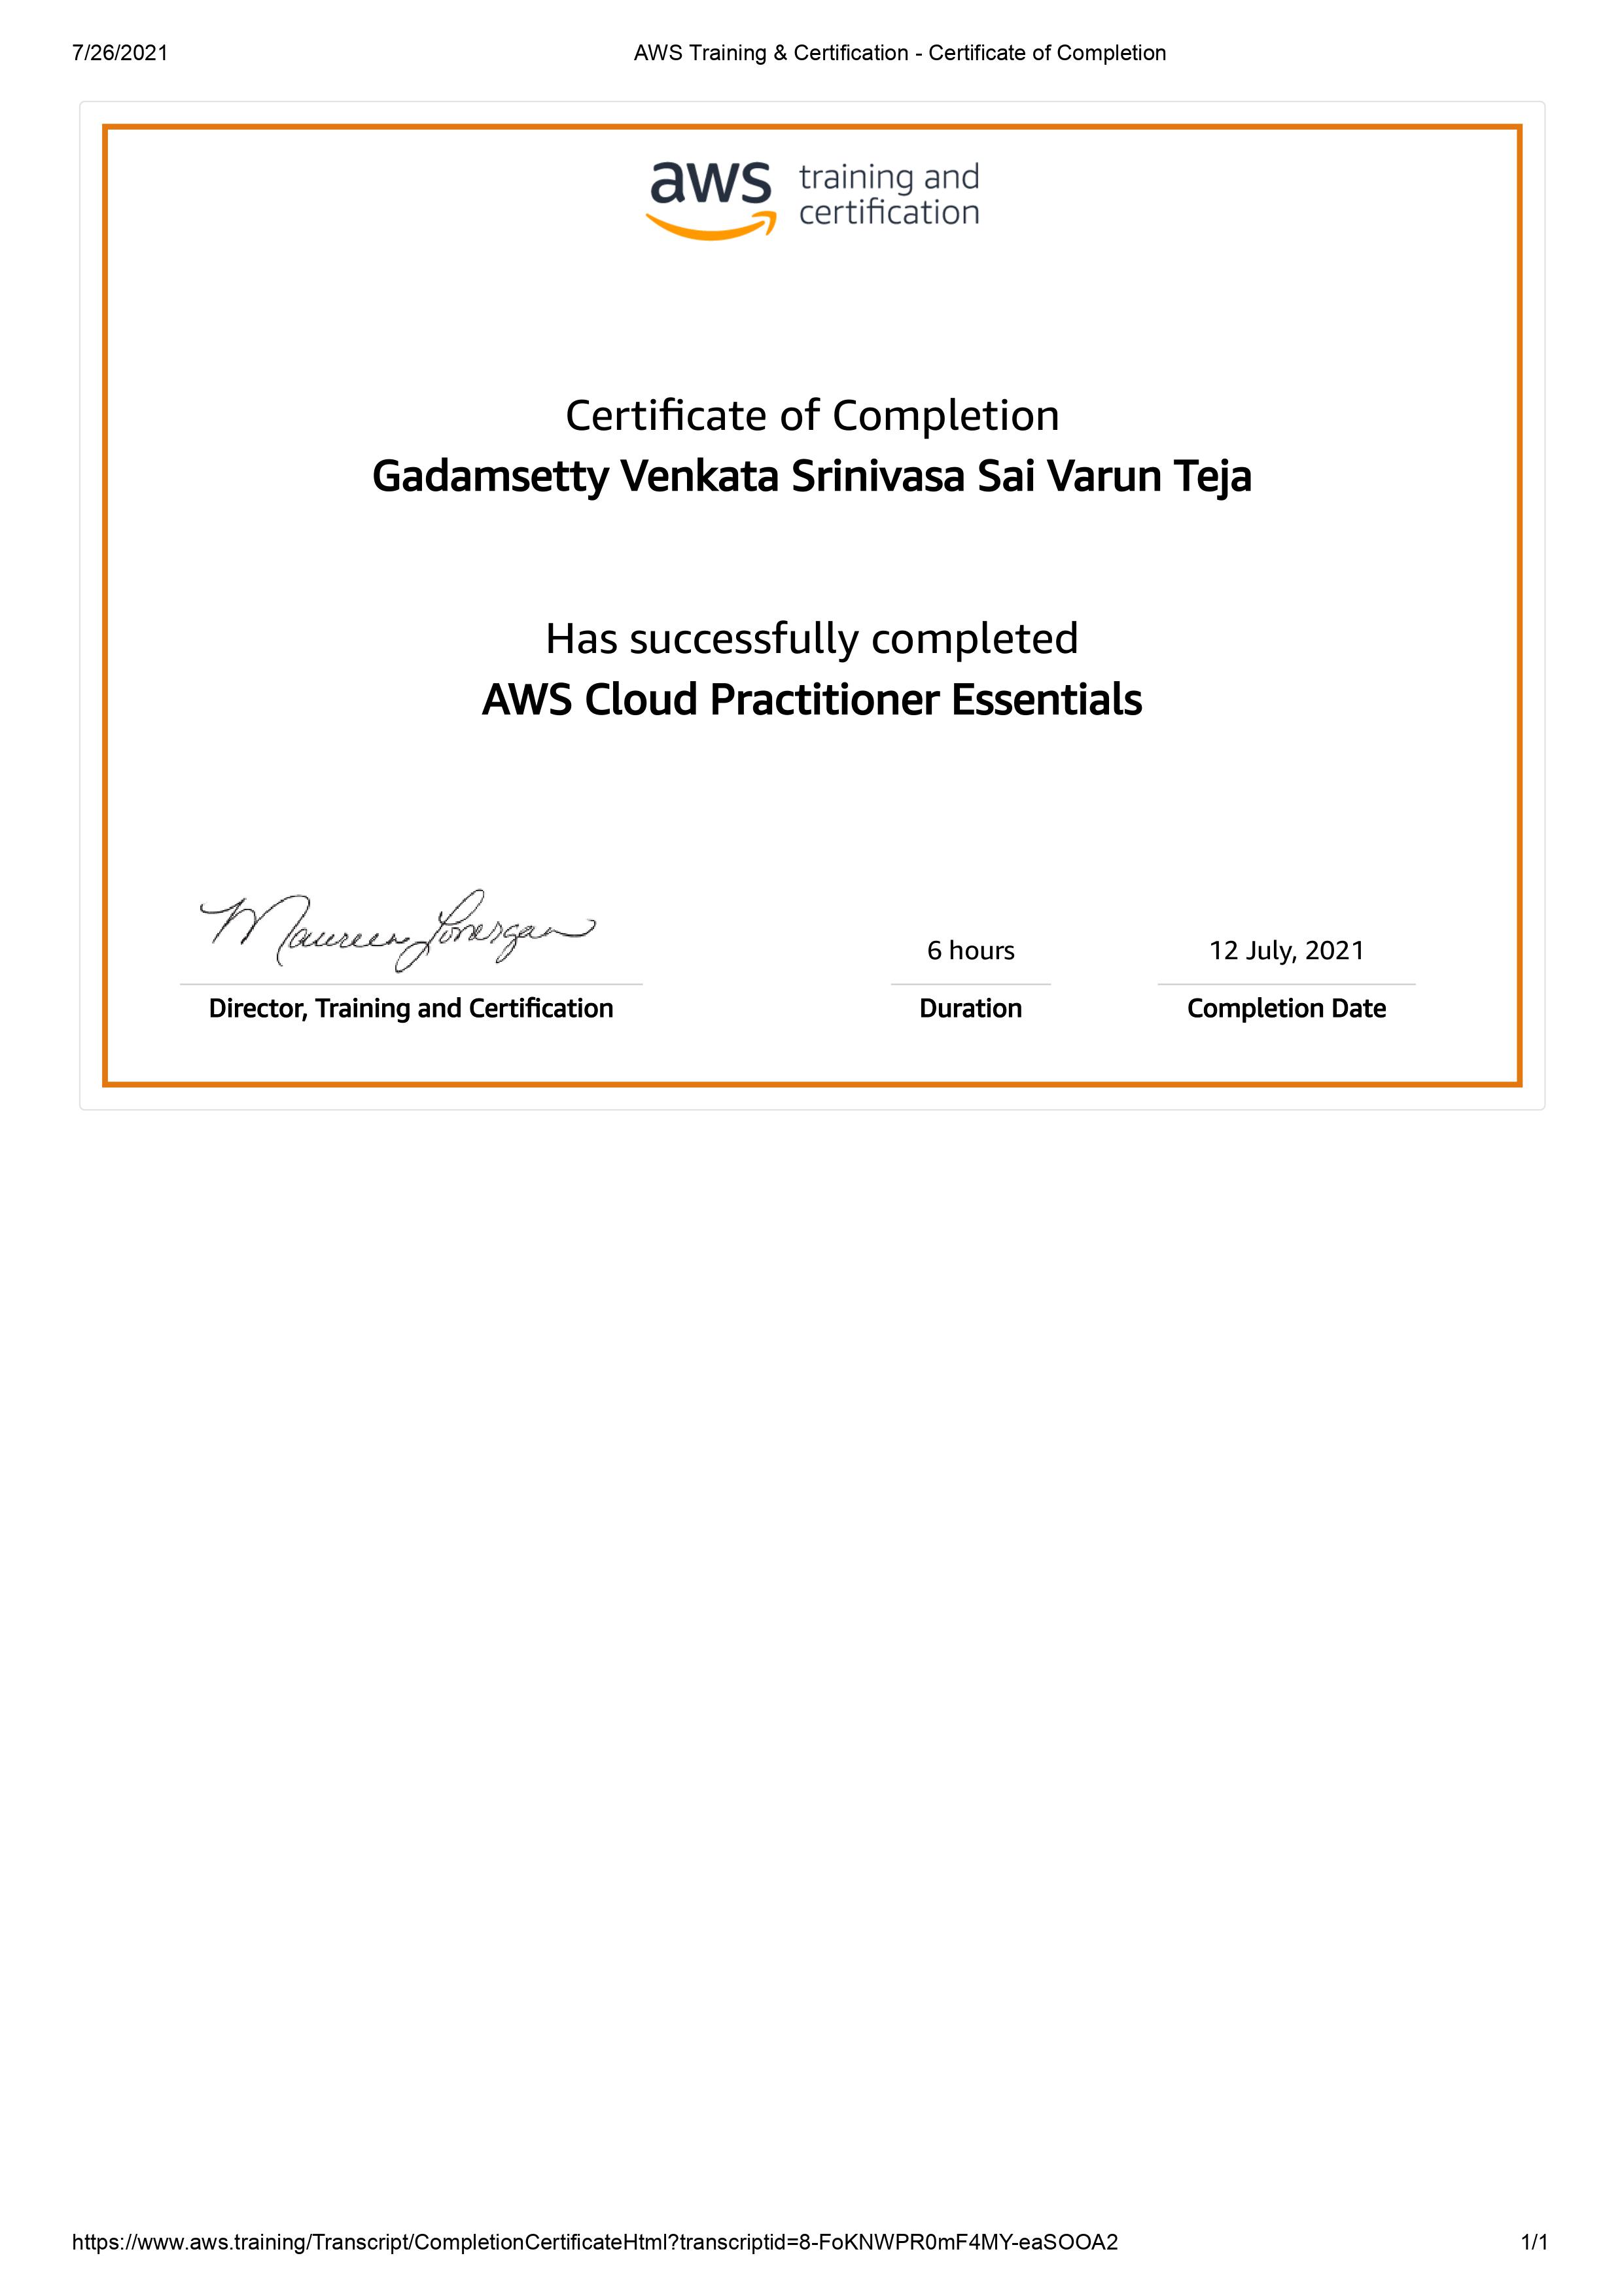 7/26/2021 AWS Training & Certification - Certificate of Completion
aws training and
certification
Certificate of Completion
Gadamsetty Venkata Srinivasa Sai Varun Teja
Has successfully completed
AWS Cloud Practitioner Essentials
Maureen Lonergan
6 hours 12 July, 2021
Director, Training and Certification Duration Completion Date
https://www.aws.training/Transcript/CompletionCertificateHtml?transcriptid=8-FoKNWPR0mF4MY-eaSOOA2 1/1